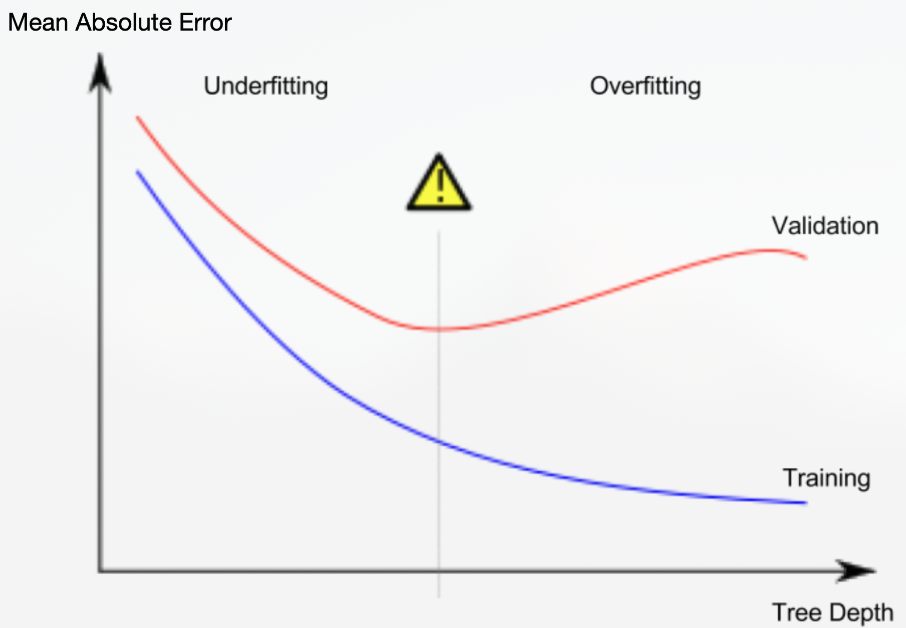 Mean Absolute Error
Underfitting
Overfitting
!
Validation
Training
Tree Depth